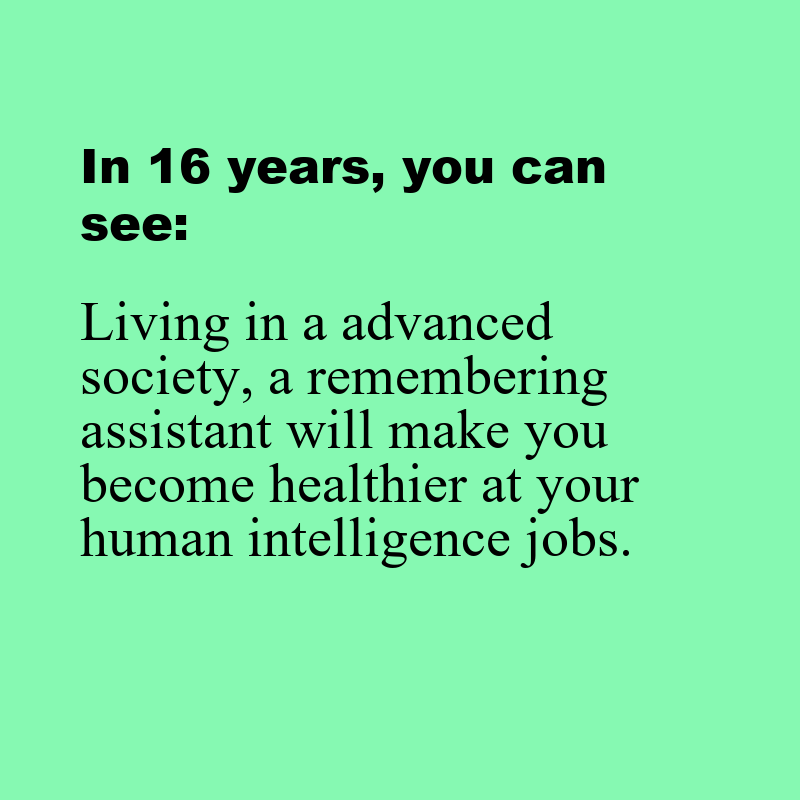 In 16 years, you can
see:
Living in a advanced
society, a remembering
assistant will make you
become healthier at your
human intelligence jobs.